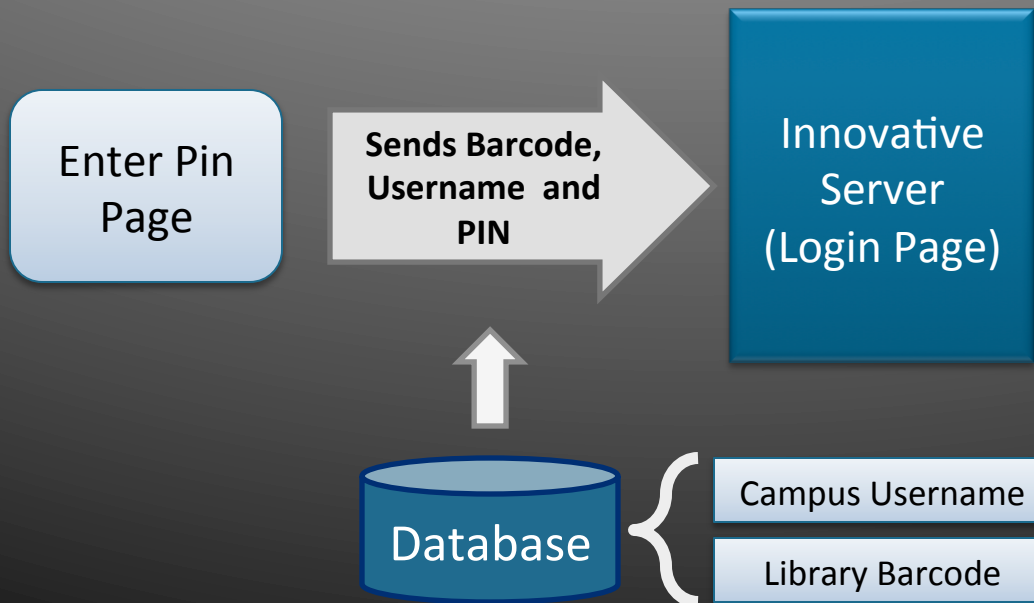 Enter Pin
Page
Sends Barcode,
Username and
PIN
Innovative
Server
(Login Page)
Database
Campus Username
Library Barcode